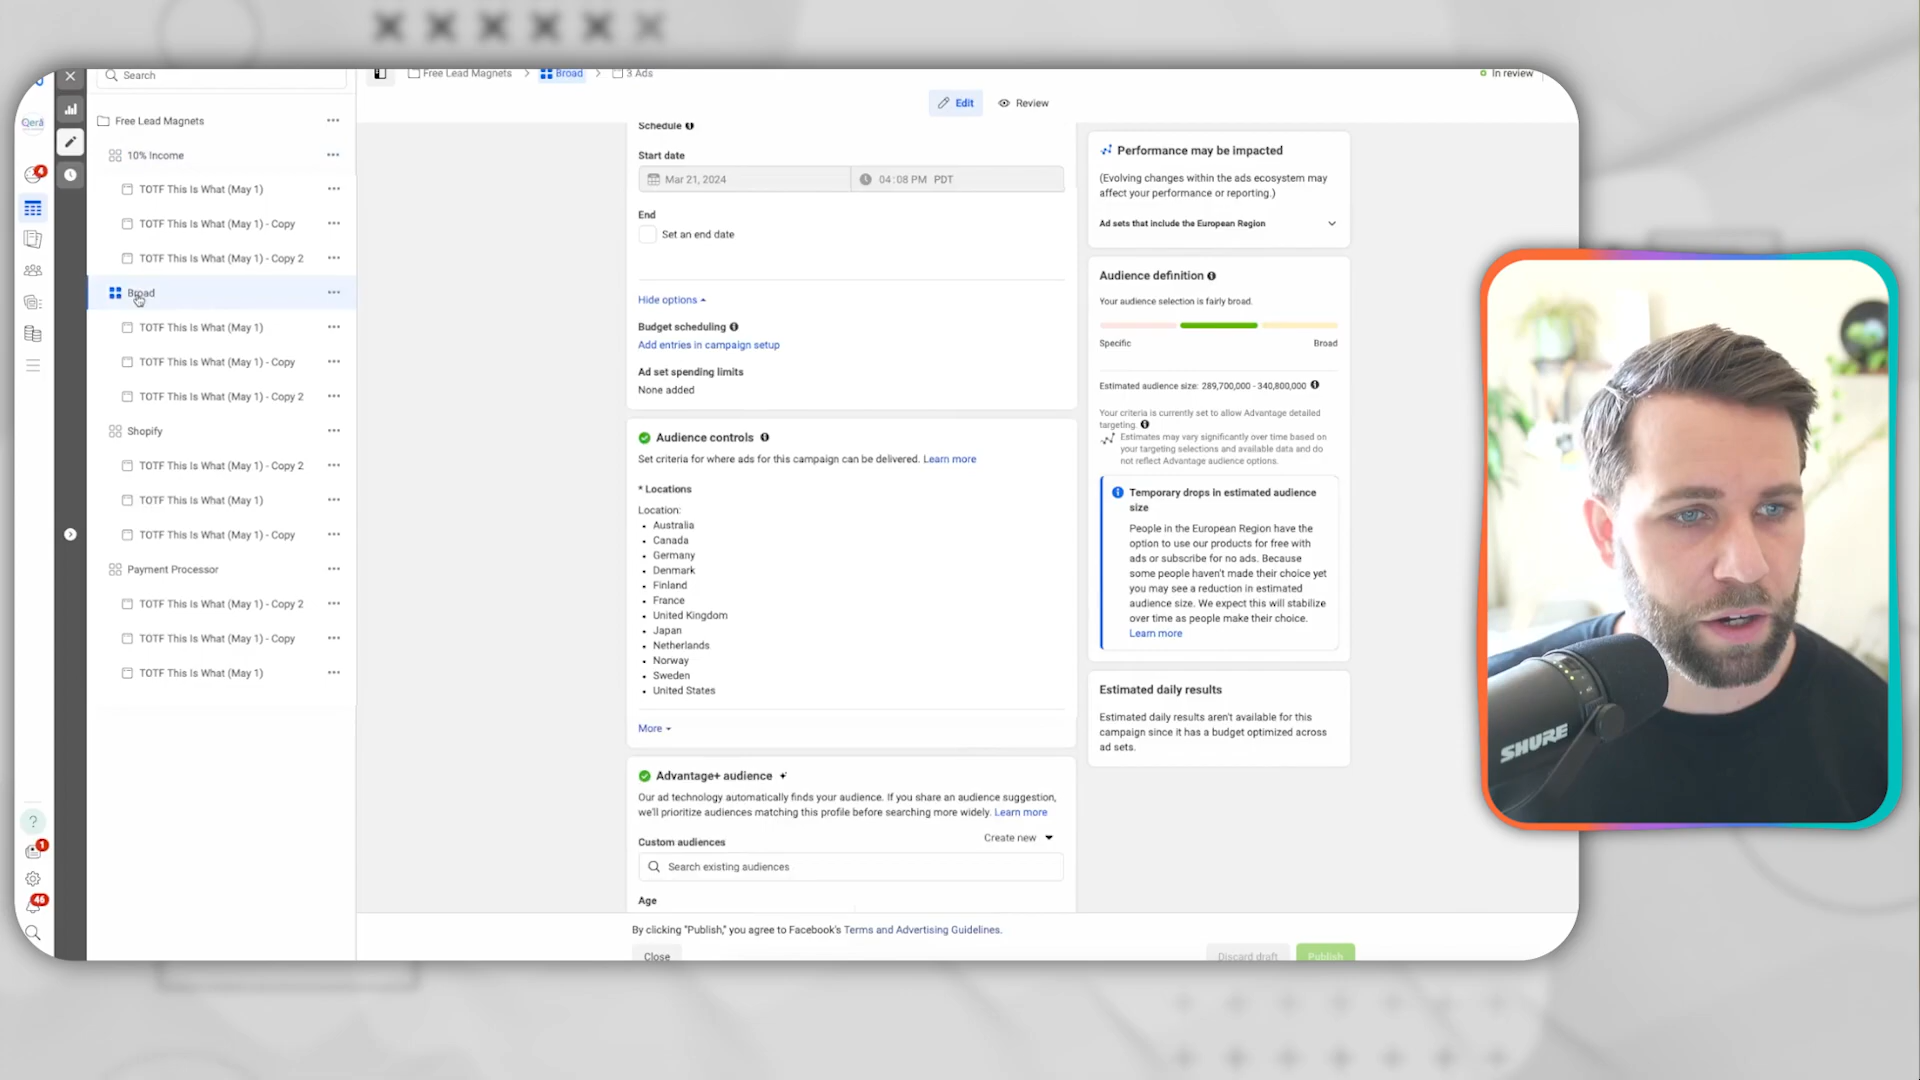 Search
Free Lead Magnets
Broad
3 Ads
In review
Edit
Review
Free Lead Magnets
10% Income
TOTF This Is What (May 1)
TOTF This Is What (May 1) - Copy
TOTF This Is What (May 1) - Copy 2
Broad
TOTF This Is What (May 1)
TOTF This Is What (May 1) - Copy
TOTF This Is What (May 1) - Copy 2
Shopify
TOTF This Is What (May 1) - Copy 2
TOTF This Is What (May 1)
TOTF This Is What (May 1) - Copy
Payment Processor
TOTF This Is What (May 1) - Copy 2
TOTF This Is What (May 1) - Copy
TOTF This Is What (May 1)
4
?
1
46
Schedule
Start date
Mar 21, 2024
04:08 PM PDT
End
Set an end date
Hide options
Budget scheduling
Add entries in campaign setup
Ad set spending limits
None added
Audience controls
Set criteria for where ads for this campaign can be delivered. Learn more
* Locations
Location:
Australia
Canada
Germany
Denmark
Finland
France
United Kingdom
Japan
Netherlands
Norway
Sweden
United States
More
Advantage+ audience
Our ad technology automatically finds your audience. If you share an audience suggestion,
we'll prioritize audiences matching this profile before searching more widely. Learn more
Custom audiences
Create new
Search existing audiences
Age
By clicking "Publish," you agree to Facebook's Terms and Advertising Guidelines.
Close
Discard draft
Publish
Performance may be impacted
(Evolving changes within the ads ecosystem may
affect your performance or reporting.)
Ad sets that include the European Region
Audience definition
Your audience selection is fairly broad.
Specific
Broad
Estimated audience size: 289,700,000 - 340,800,000
Your criteria is currently set to allow Advantage detailed
targeting.
Estimates may vary significantly over time based on
your targeting selections and available data and do
not reflect Advantage audience options.
Temporary drops in estimated audience
size
People in the European Region have the
option to use our products for free with
ads or subscribe for no ads. Because
some people haven't made their choice yet
you may see a reduction in estimated
audience size. We expect this will stabilize
over time as people make their choice.
Learn more
Estimated daily results
Estimated daily results aren't available for this
campaign since it has a budget optimized across
ad sets.
SHURE